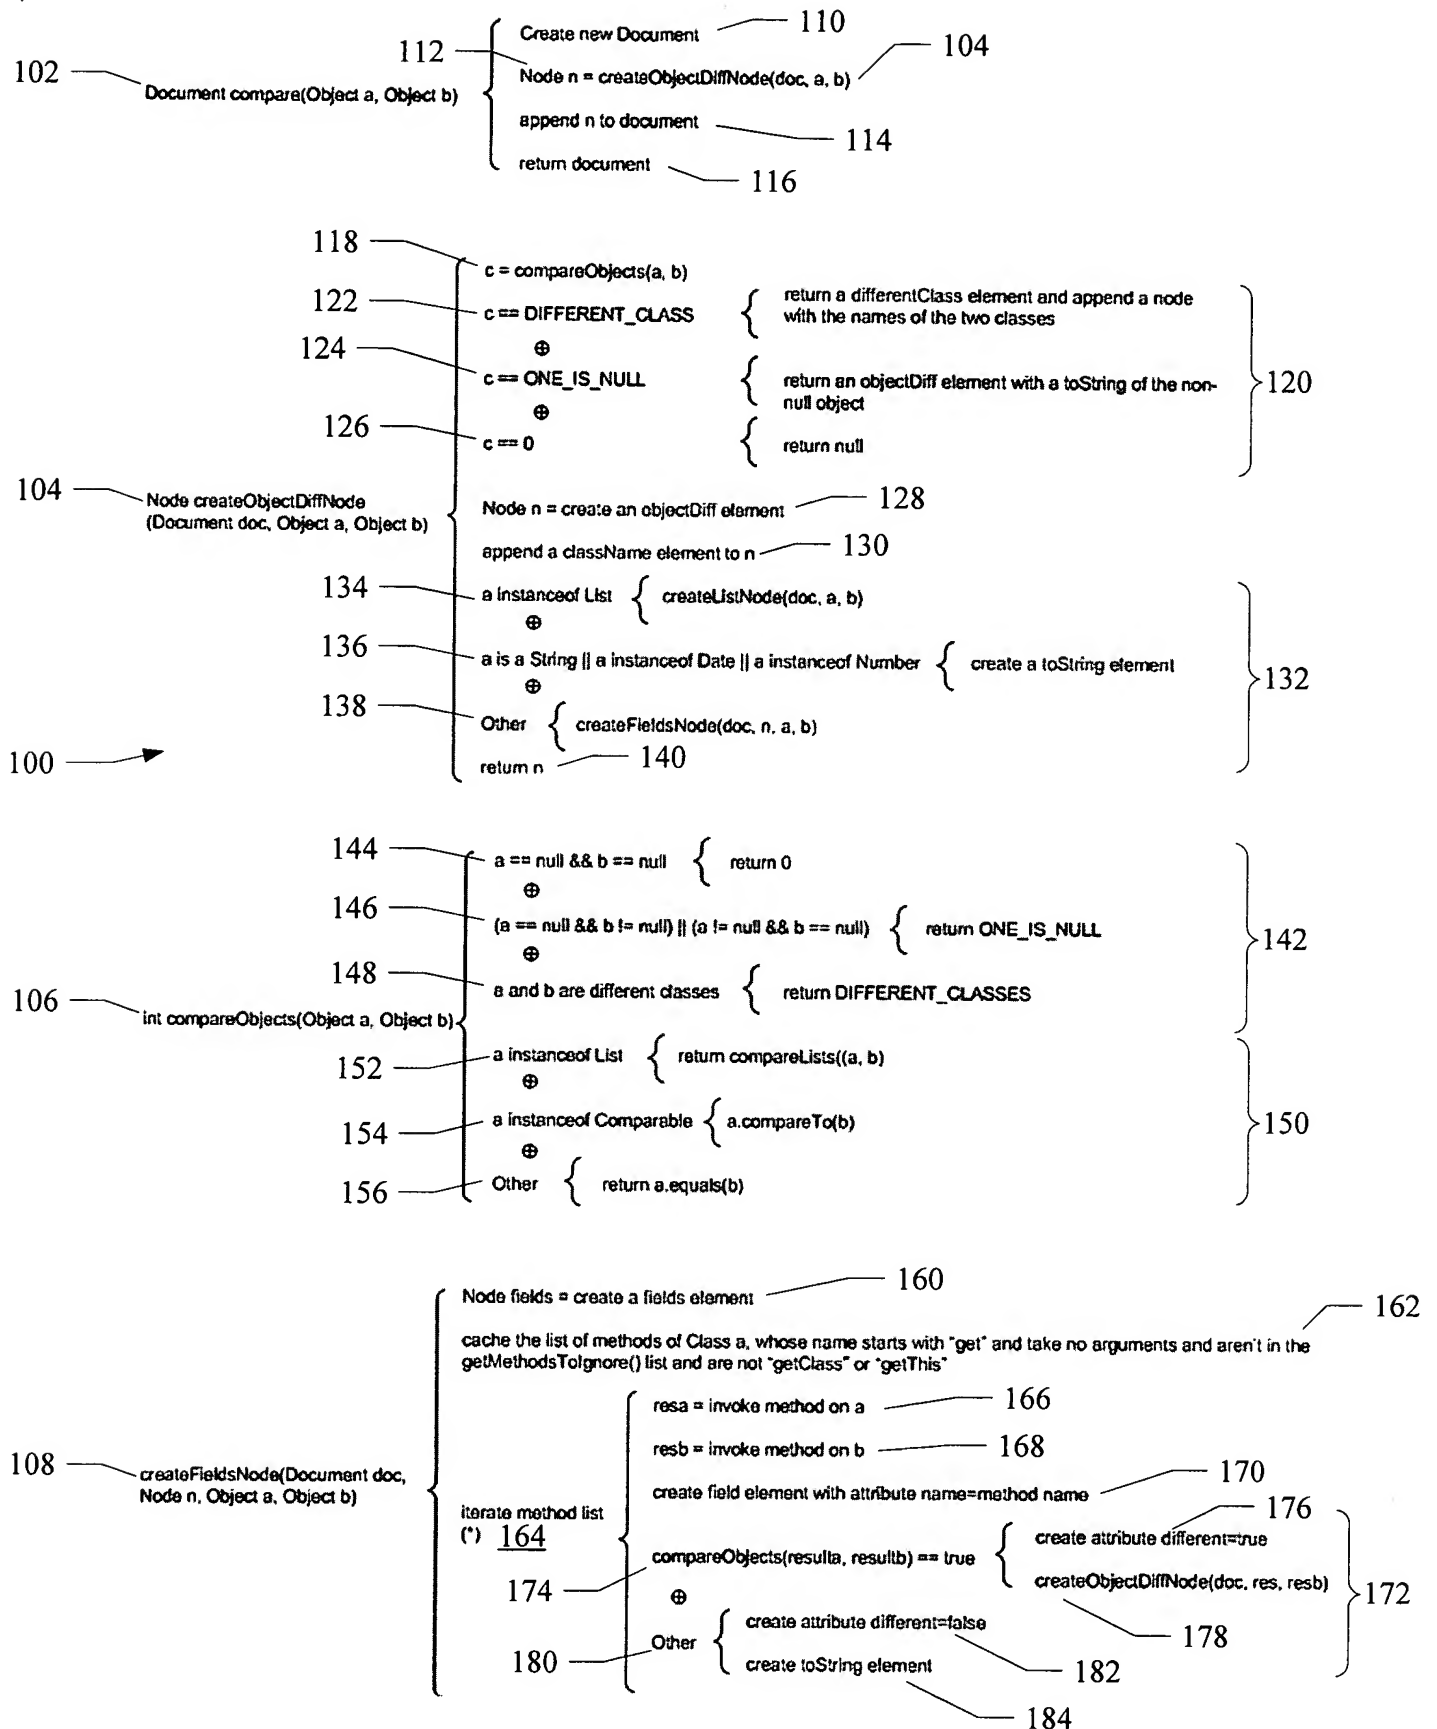 Create new Document
110
112
Node n = createObjectDiffNode(doc, a, b)
104
102
Document compare(Object a, Object b)
append n to document
114
return document
116
118
c = compareObjects(a, b)
122
c == DIFFERENT_CLASS
return a differentClass element and append a node
with the names of the two classes
⊕
124
c == ONE_IS_NULL
return an objectDiff element with a toString of the non-
null object
120
⊕
126
c == 0
return null
104
Node createObjectDiffNode
(Document doc, Object a, Object b)
Node n = create an objectDiff element
128
append a className element to n
130
134
a instanceof List
createListNode(doc, a, b)
⊕
136
a is a String || a instanceof Date || a instanceof Number
create a toString element
132
⊕
138
Other
createFieldsNode(doc, n, a, b)
100
return n
140
144
a == null && b == null
return 0
⊕
146
(a == null && b != null) || (a != null && b == null)
return ONE_IS_NULL
142
⊕
148
a and b are different classes
return DIFFERENT_CLASSES
106
int compareObjects(Object a, Object b)
152
a instanceof List
return compareLists((a, b)
⊕
154
a instanceof Comparable
a.compareTo(b)
150
⊕
156
Other
return a.equals(b)
Node fields = create a fields element
160
162
cache the list of methods of Class a, whose name starts with "get" and take no arguments and aren't in the
getMethodsToIgnore() list and are not "getClass" or "getThis"
resa = invoke method on a
166
resb = invoke method on b
168
108
createFieldsNode(Document doc,
Node n, Object a, Object b)
create field element with attribute name=method name
170
iterate method list
(*) 164
176
create attribute different=true
174
compareObjects(resulta, resultb) == true
createObjectDiffNode(doc, res, resb)
172
178
⊕
180
Other
create attribute different=false
182
create toString element
184